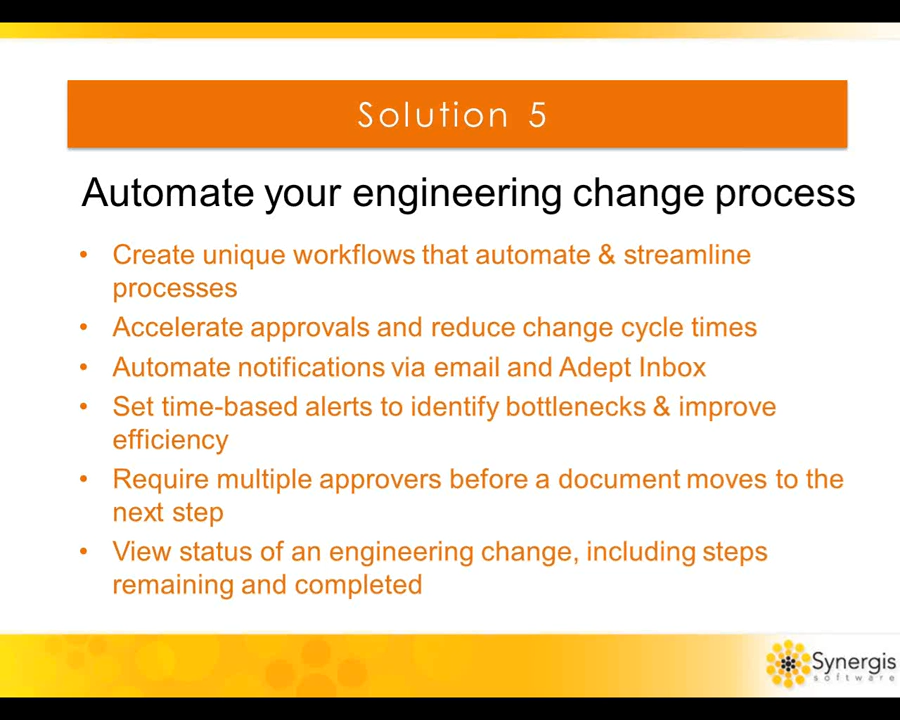 Solution 5
Automate your engineering change process
• Create unique workflows that automate & streamline
processes
• Accelerate approvals and reduce change cycle times
• Automate notifications via email and Adept Inbox
• Set time-based alerts to identify bottlenecks & improve
efficiency
• Require multiple approvers before a document moves to the
next step
• View status of an engineering change, including steps
remaining and completed
Synergis
software